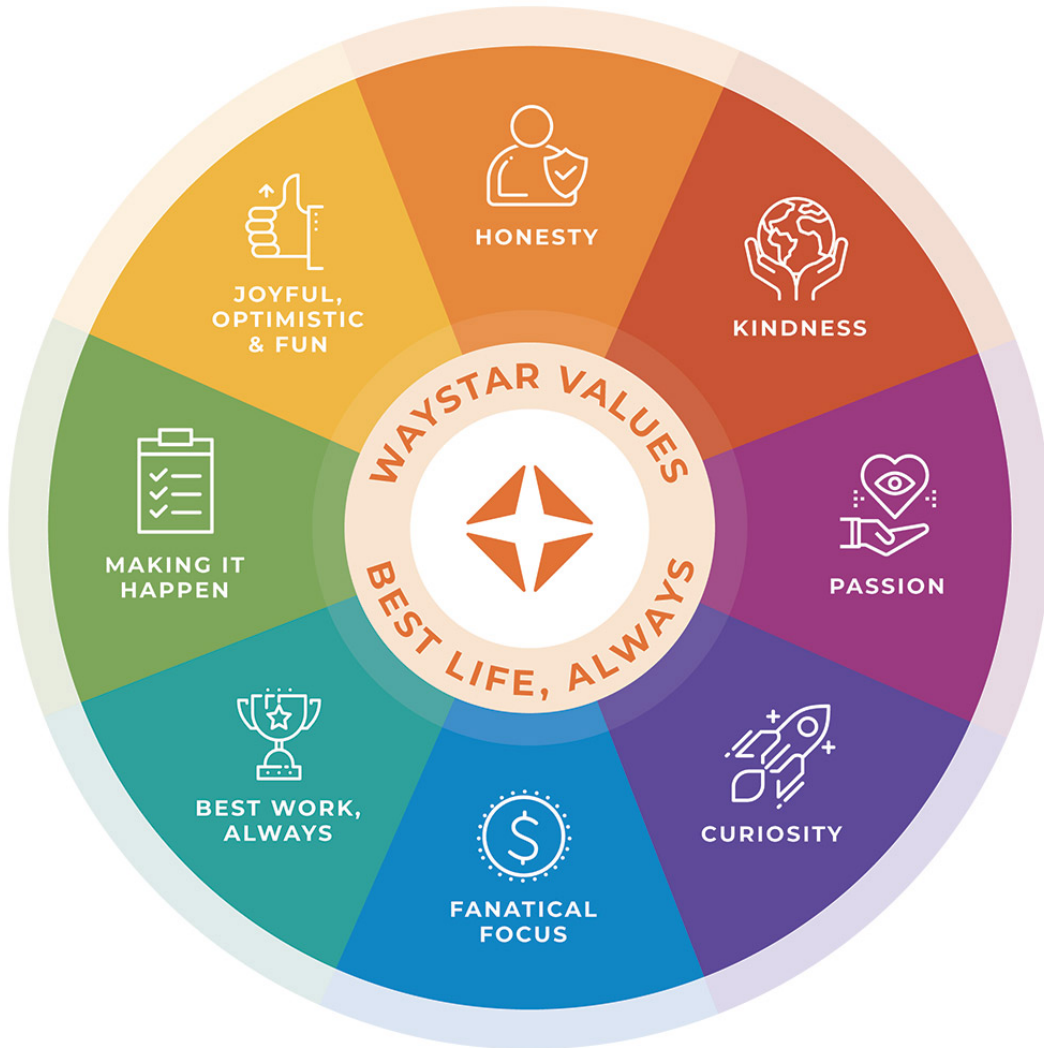 WAYSTAR VALUES
BEST LIFE, ALWAYS
HONESTY
KINDNESS
PASSION
CURIOSITY
$
FANATICAL
FOCUS
BEST WORK,
ALWAYS
MAKING IT
HAPPEN
JOYFUL,
OPTIMISTIC
& FUN